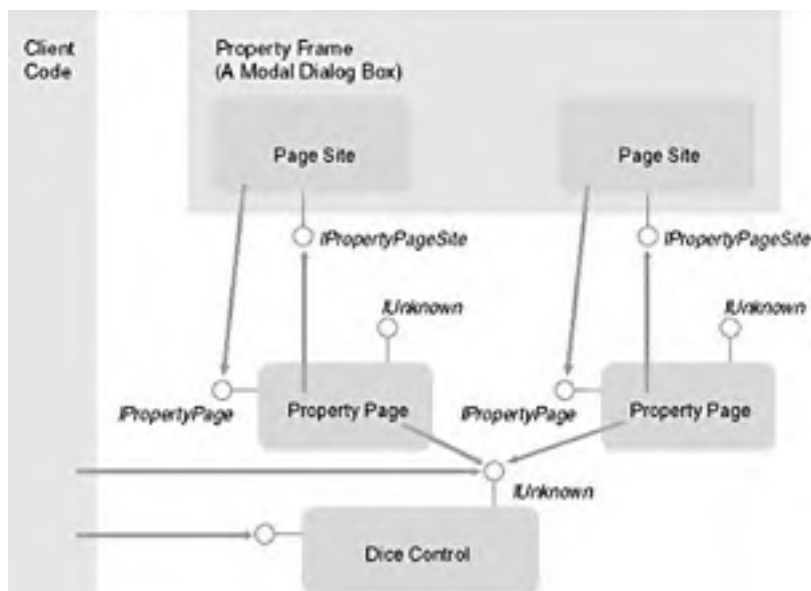 Client
Code
Property Frame
(A Modal Dialog Box)
Page Site
Page Site
IPropertyPageSite
IPropertyPageSite
IUnknown
IUnknown
IPropertyPage
Property Page
IPropertyPage
Property Page
IUnknown
Dice Control